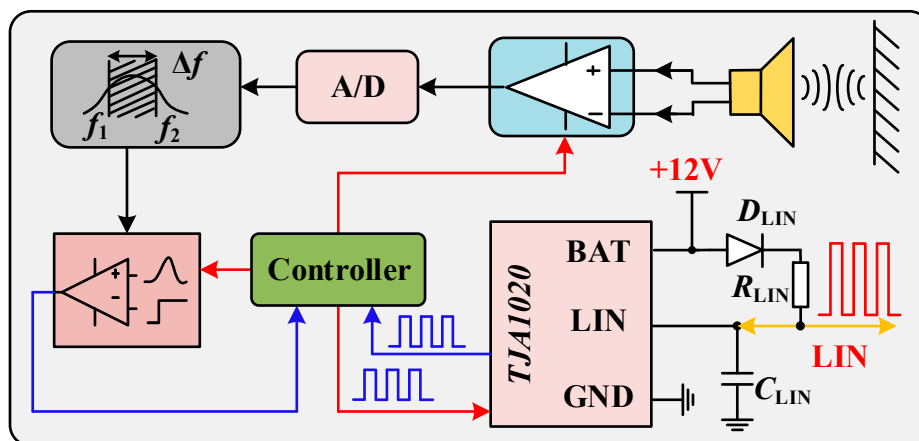 Δf
f1
f2
A/D
+
−
+12V
DLIN
BAT
RLIN
Controller
+
−
TJA1020
LIN
LIN
GND
CLIN